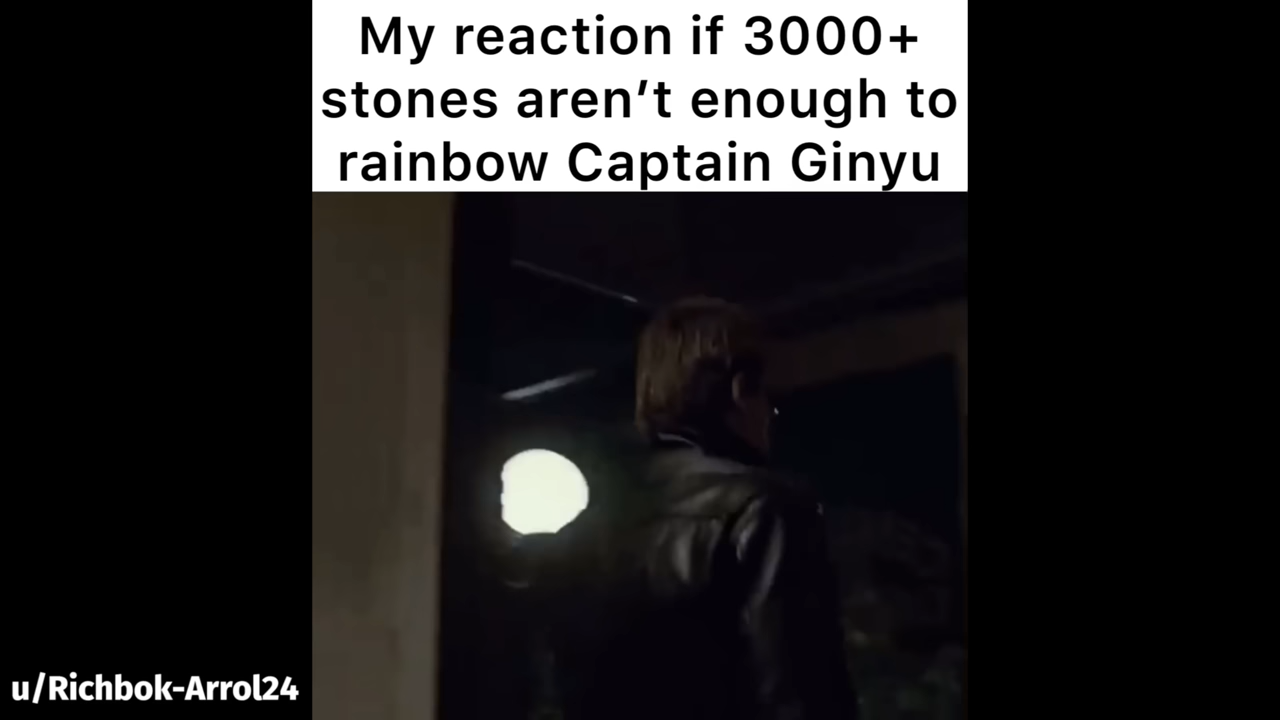 My reaction if 3000+
stones aren’t enough to
rainbow Captain Ginyu
u/Richbok-Arrol24